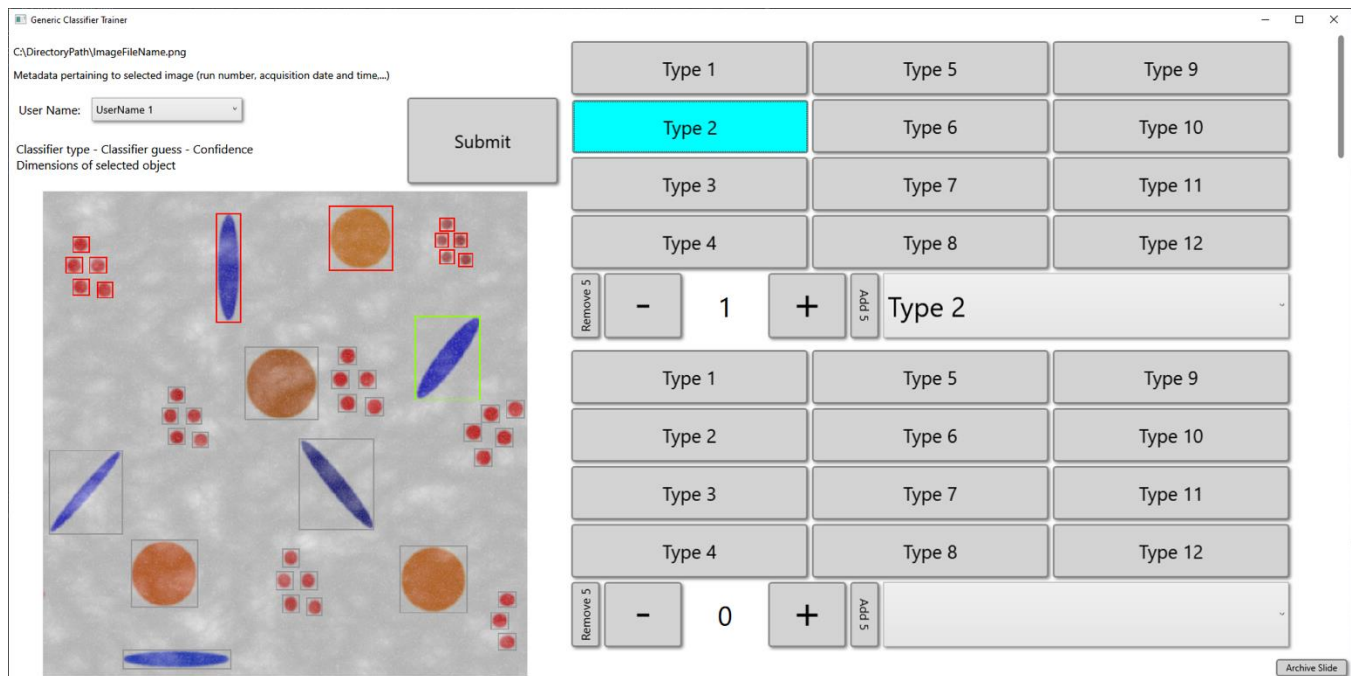 Generic Classifier Trainer
C:\DirectoryPath\ImageFileName.png
Metadata pertaining to selected image (run number, acquisition date and time,...)
User Name: UserName 1
Submit
Classifier type - Classifier guess - Confidence
Dimensions of selected object
Type 1 Type 5 Type 9
Type 2 Type 6 Type 10
Type 3 Type 7 Type 11
Type 4 Type 8 Type 12
Remove 5 - 1 + Add 5 Type 2
Type 1 Type 5 Type 9
Type 2 Type 6 Type 10
Type 3 Type 7 Type 11
Type 4 Type 8 Type 12
Remove 5 - 0 + Add 5
Archive Slide